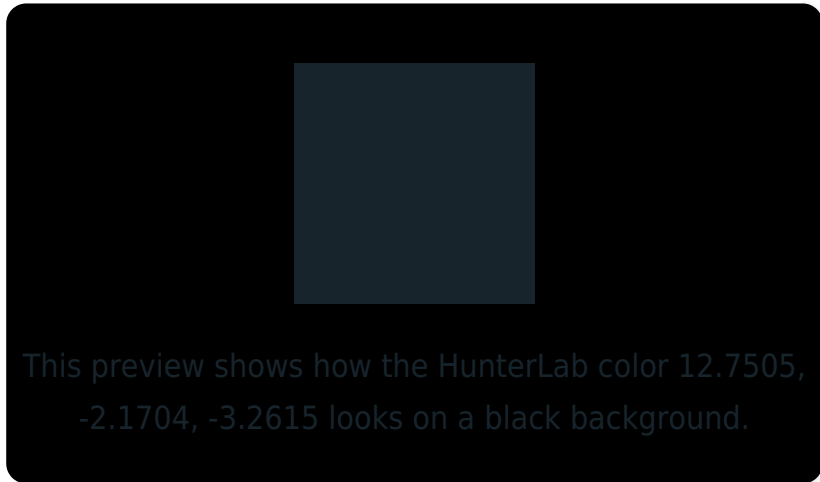 This preview shows how the HunterLab color 12.7505,
-2.1704, -3.2615 looks on a black background.